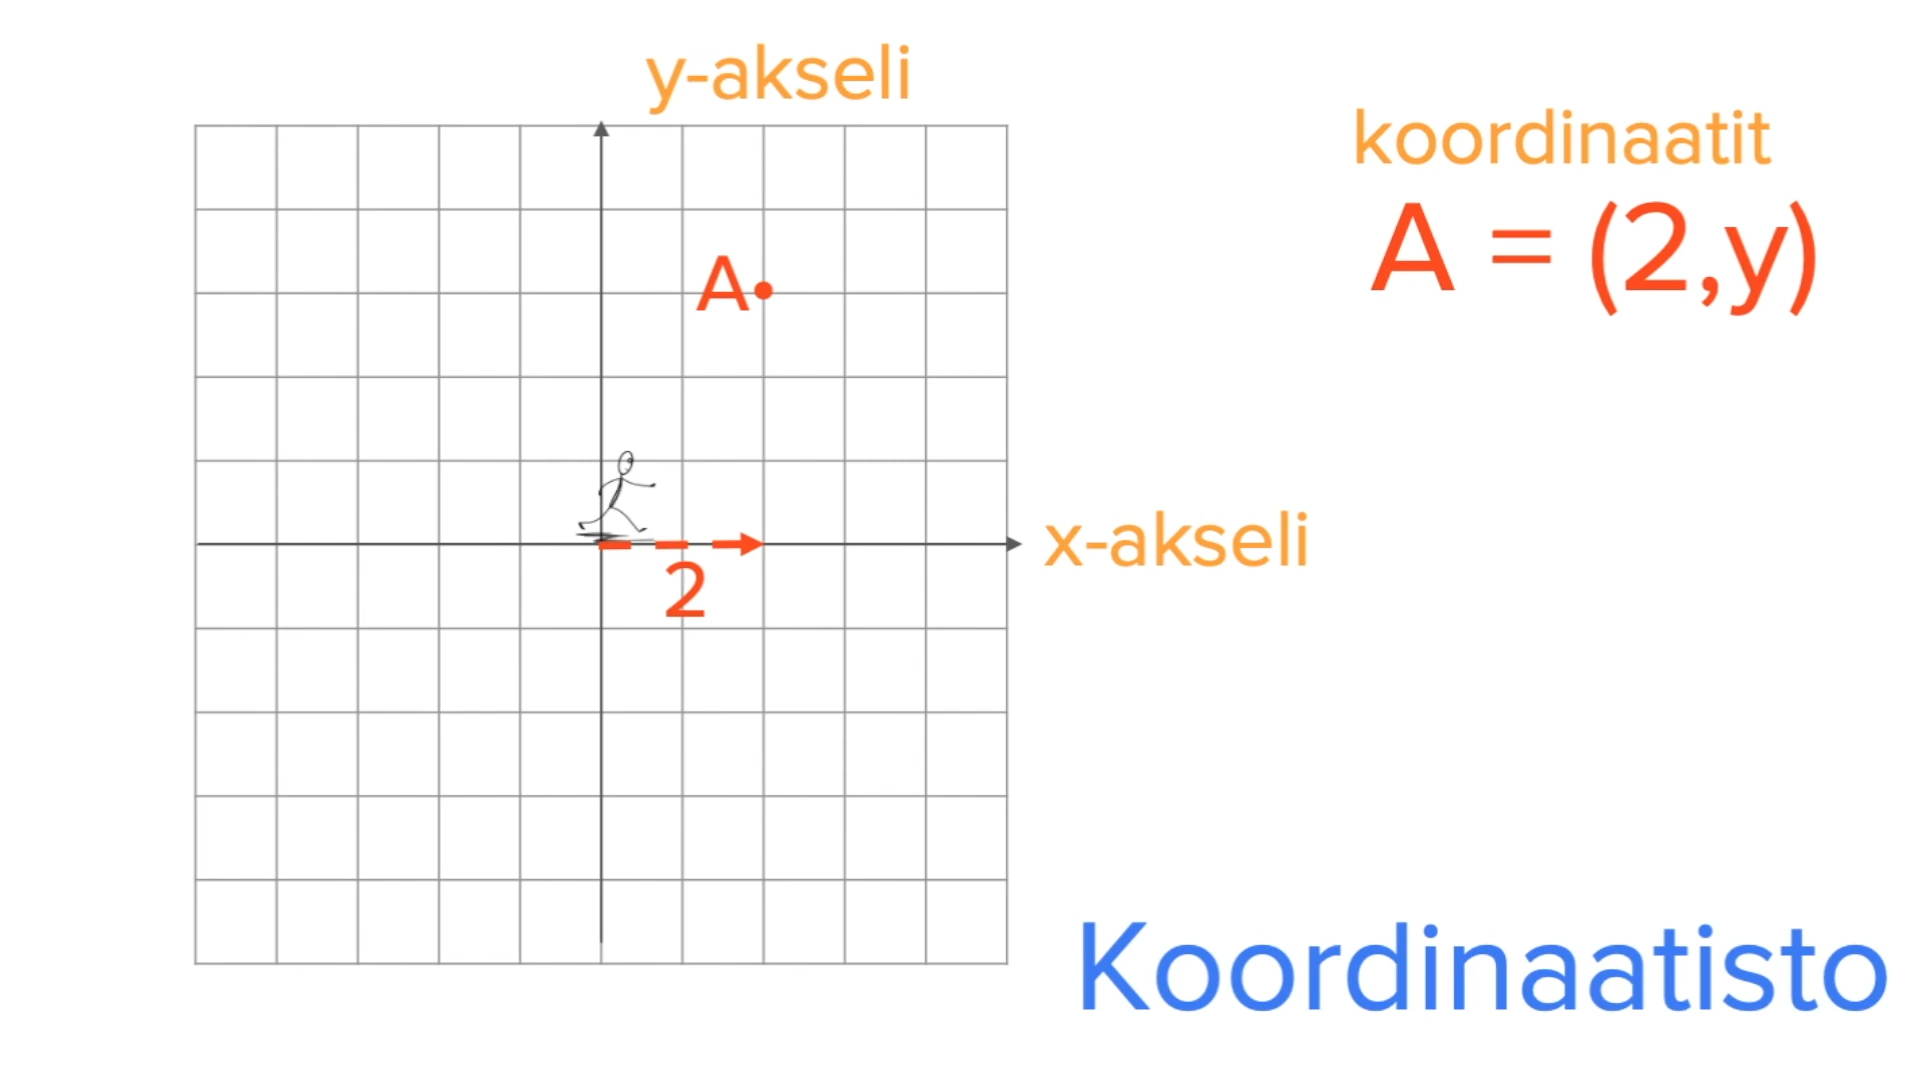 y-akseli
koordinaatit
A = (2,y)
A
x-akseli
2
Koordinaatisto